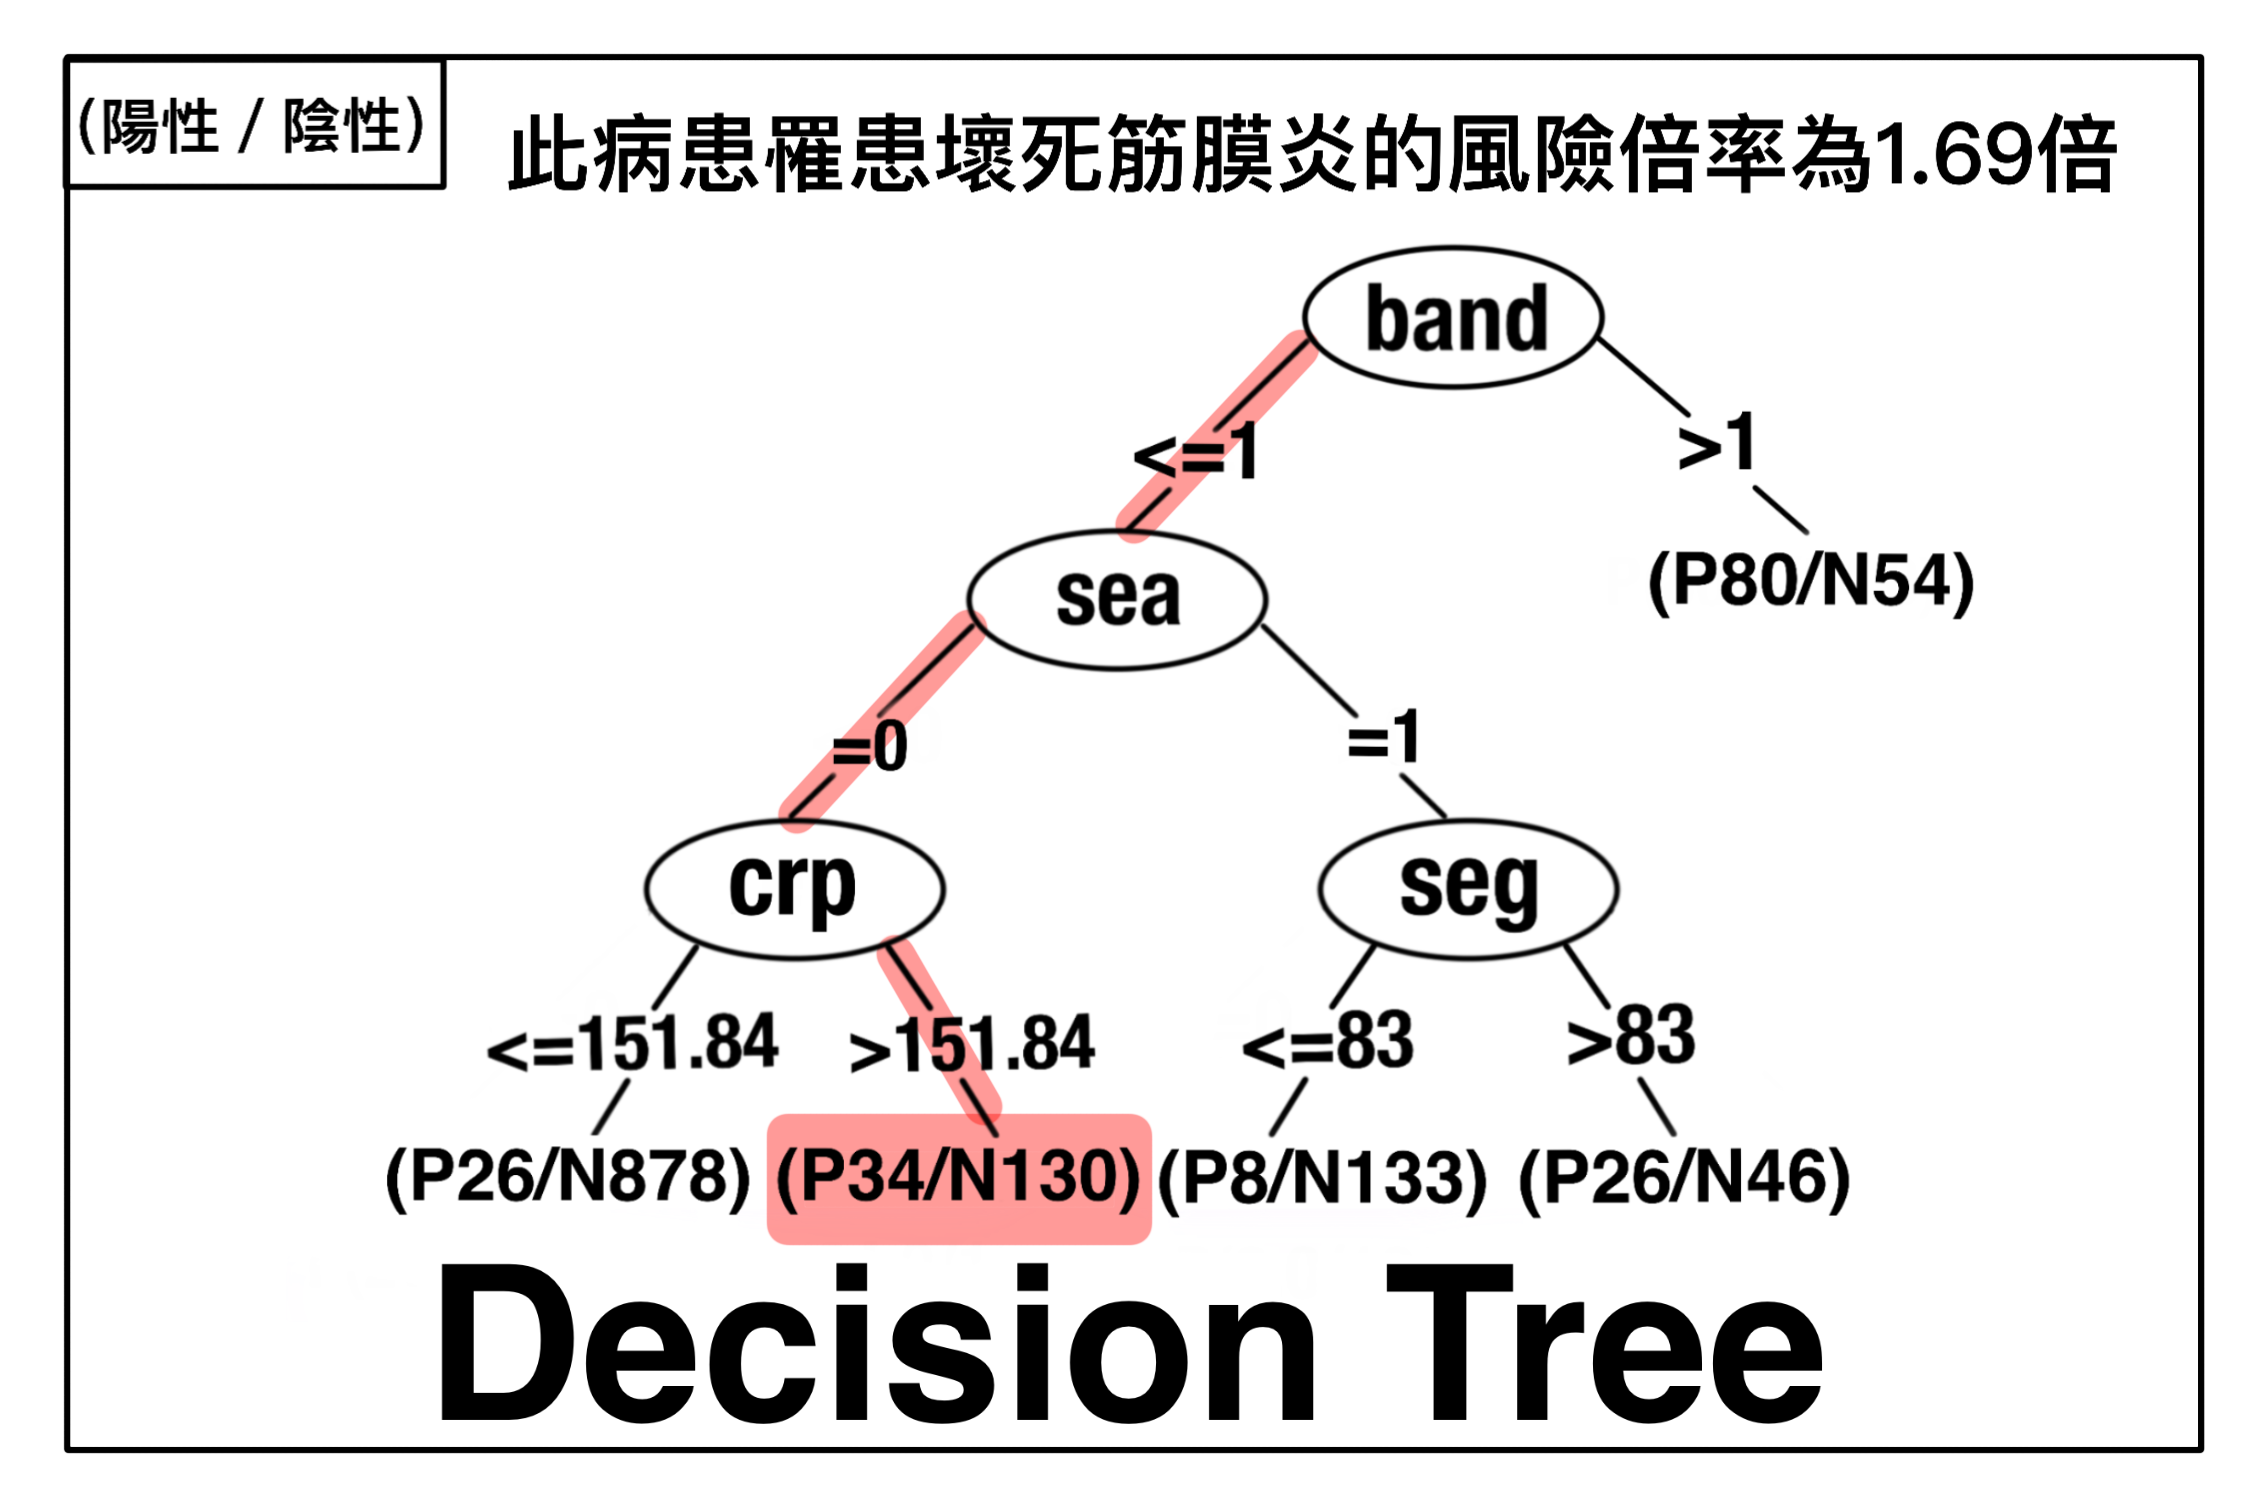 (陽性 / 陰性)
此病患罹患壞死筋膜炎的風險倍率為1.69倍
band
<=1
>1
sea
(P80/N54)
=0
=1
crp
seg
<=151.84
>151.84
<=83
>83
(P26/N878)
(P34/N130)
(P8/N133)
(P26/N46)
Decision Tree